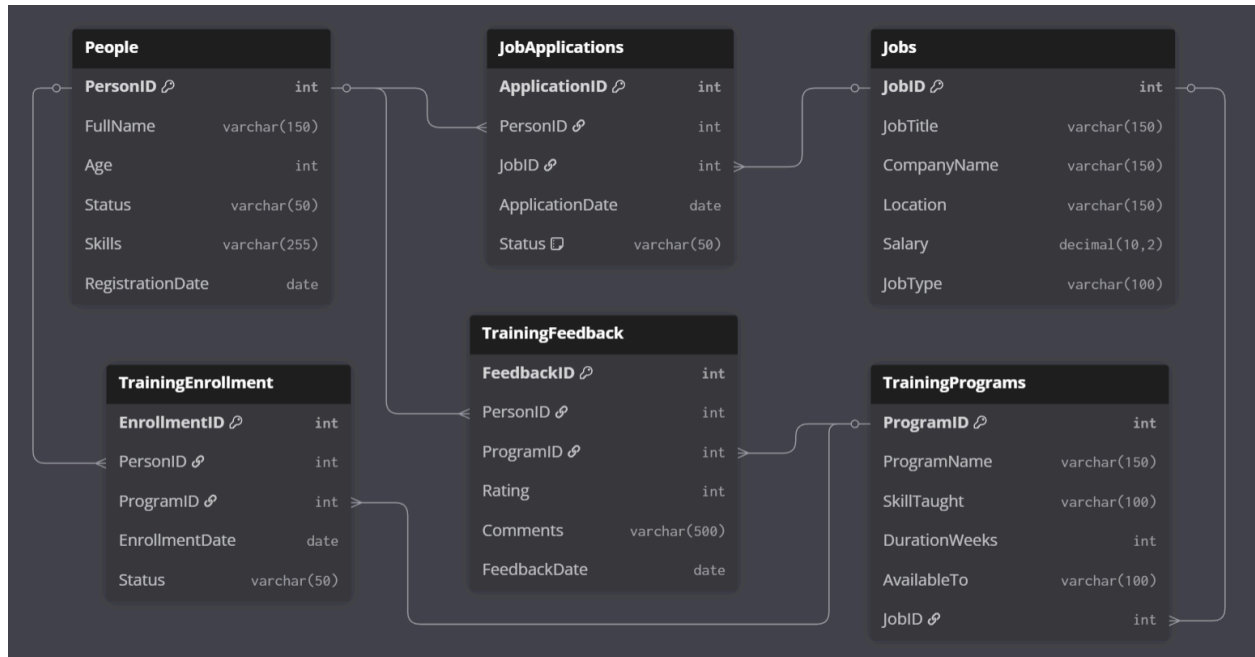 People
PersonID int
FullName varchar(150)
Age int
Status varchar(50)
Skills varchar(255)
RegistrationDate date
JobApplications
ApplicationID int
PersonID int
JobID int
ApplicationDate date
Status varchar(50)
Jobs
JobID int
JobTitle varchar(150)
CompanyName varchar(150)
Location varchar(150)
Salary decimal(10,2)
JobType varchar(100)
TrainingEnrollment
EnrollmentID int
PersonID int
ProgramID int
EnrollmentDate date
Status varchar(50)
TrainingFeedback
FeedbackID int
PersonID int
ProgramID int
Rating int
Comments varchar(500)
FeedbackDate date
TrainingPrograms
ProgramID int
ProgramName varchar(150)
SkillTaught varchar(100)
DurationWeeks int
AvailableTo varchar(100)
JobID int